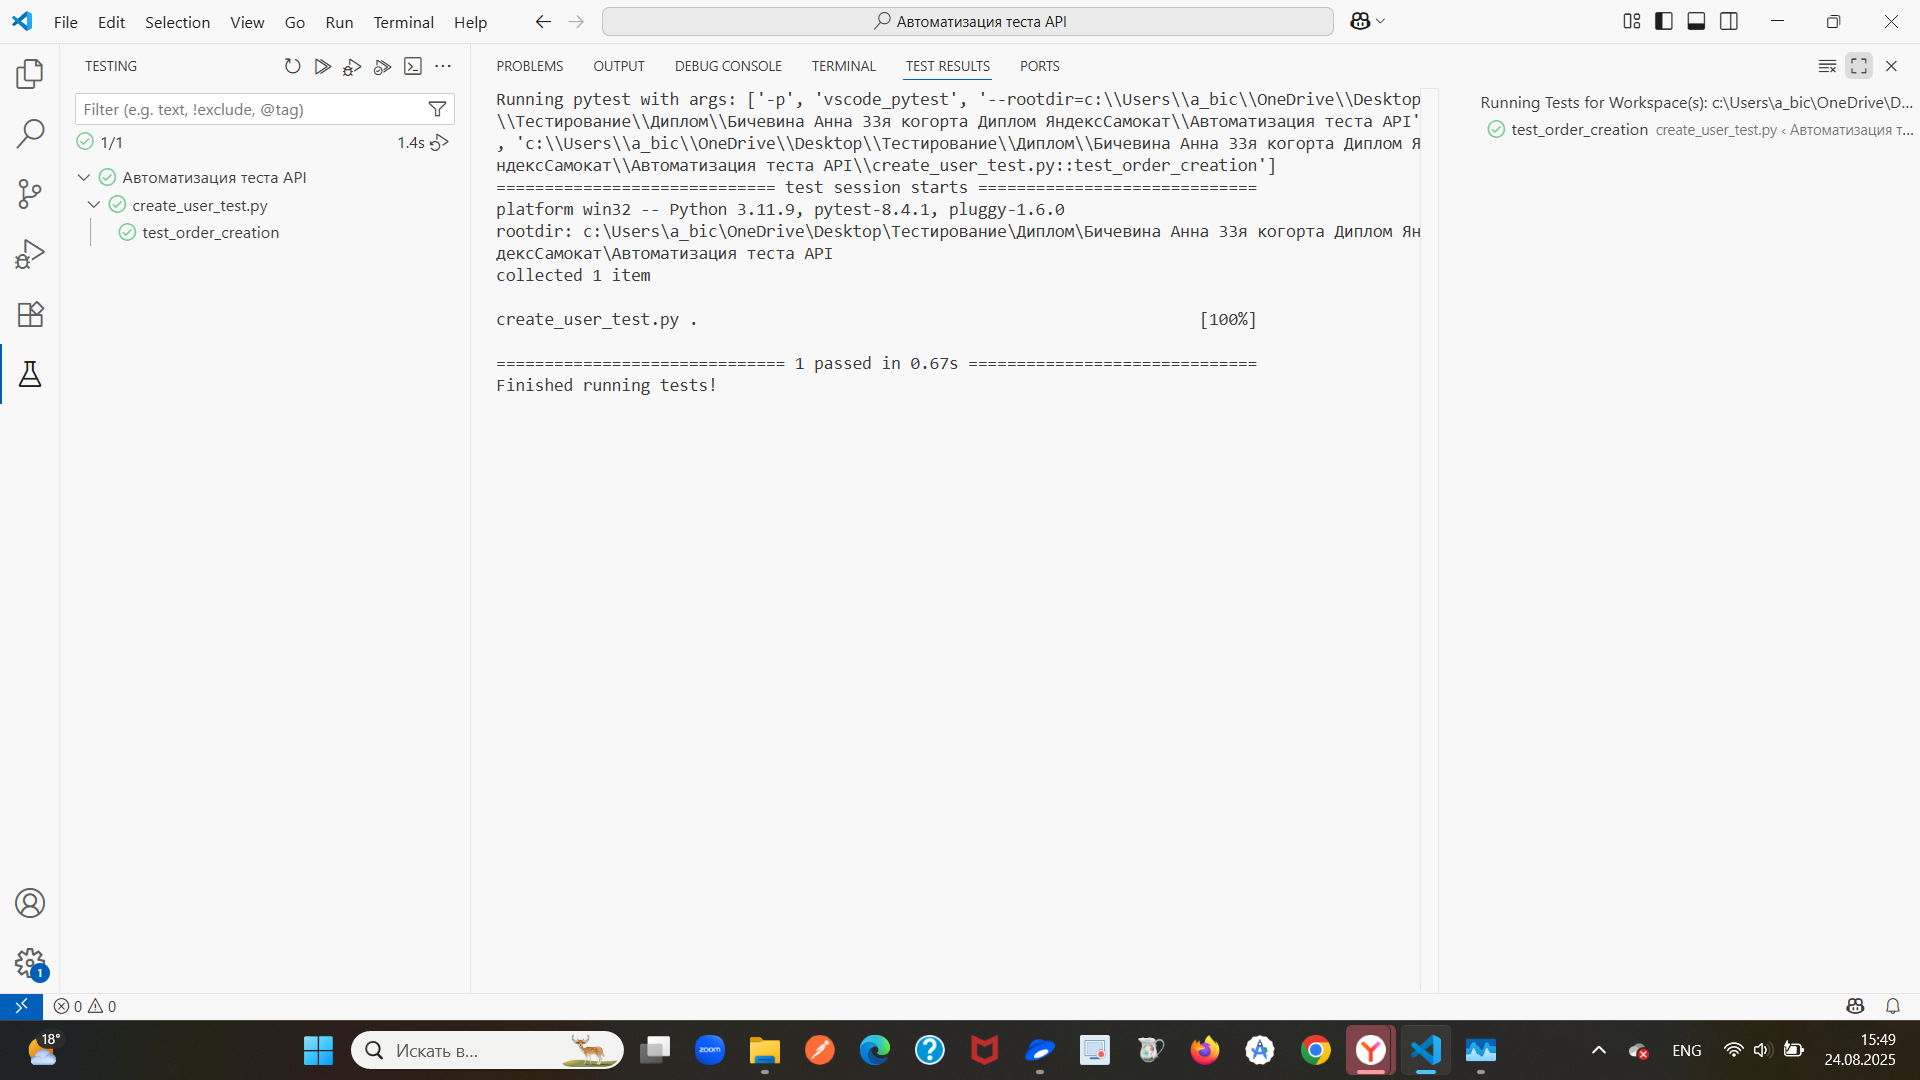 File Edit Selection View Go Run Terminal Help
Автоматизация теста API
TESTING
Filter (e.g. text, !exclude, @tag)
1/1
1.4s
Автоматизация теста API
create_user_test.py
test_order_creation
PROBLEMS OUTPUT DEBUG CONSOLE TERMINAL TEST RESULTS PORTS
Running pytest with args: ['-p', 'vscode_pytest', '--rootdir=c:\\Users\\a_bic\\OneDrive\\Desktop
\\Тестирование\\Диплом\\Бичевина Анна 33я когорта Диплом ЯндексСамокат\\Автоматизация теста API'
, 'c:\\Users\\a_bic\\OneDrive\\Desktop\\Тестирование\\Диплом\\Бичевина Анна 33я когорта Диплом Я
ндексСамокат\\Автоматизация теста API\\create_user_test.py::test_order_creation']
============================= test session starts =============================
platform win32 -- Python 3.11.9, pytest-8.4.1, pluggy-1.6.0
rootdir: c:\Users\a_bic\OneDrive\Desktop\Тестирование\Диплом\Бичевина Анна 33я когорта Диплом Ян
дексСамокат\Автоматизация теста API
collected 1 item
create_user_test.py . [100%]
============================== 1 passed in 0.67s ==============================
Finished running tests!
Running Tests for Workspace(s): c:\Users\a_bic\OneDrive\D...
test_order_creation create_user_test.py ‹ Автоматизация т...
1
0 0
18°
Искать в...
zoom
ENG
15:49
24.08.2025